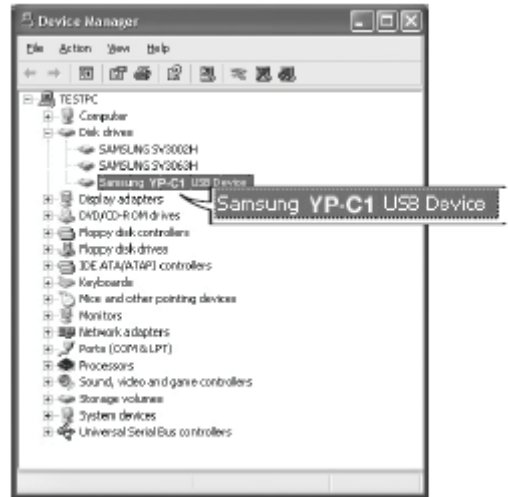 Device Manager
File Action View Help
TESTPC
Computer
Disk drives
SAMSUNG SV3002H
SAMSUNG SV3063H
Samsung YP-C1 USB Device
Samsung YP-C1 USB Device
Display adapters
DVD/CD-ROM drives
Floppy disk controllers
Floppy disk drives
IDE ATA/ATAPI controllers
Keyboards
Mice and other pointing devices
Monitors
Network adapters
Ports (COM & LPT)
Processors
Sound, video and game controllers
Storage volumes
System devices
Universal Serial Bus controllers